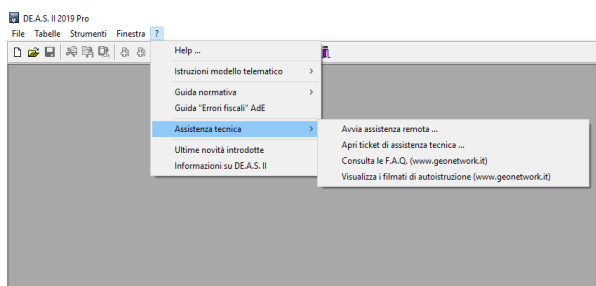 DE.A.S. II 2019 Pro
File Tabelle Strumenti Finestra ?
Help ...
Istruzioni modello telematico
Guida normativa
Guida "Errori fiscali" AdE
Assistenza tecnica
Ultime novità introdotte
Informazioni su DE.A.S. II
Avvia assistenza remota ...
Apri ticket di assistenza tecnica ...
Consulta le F.A.Q. (www.geonetwork.it)
Visualizza i filmati di autoistruzione (www.geonetwork.it)